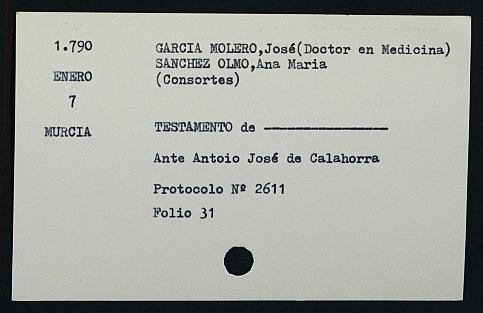 1.790
ENERO
7
MURCIA
GARCIA MOLERO,José(Doctor en Medicina)
SANCHEZ OLMO,Ana Maria
(Consortes)
TESTAMENTO de ----------------
Ante Antoio José de Calahorra
Protocolo Nº 2611
Folio 31